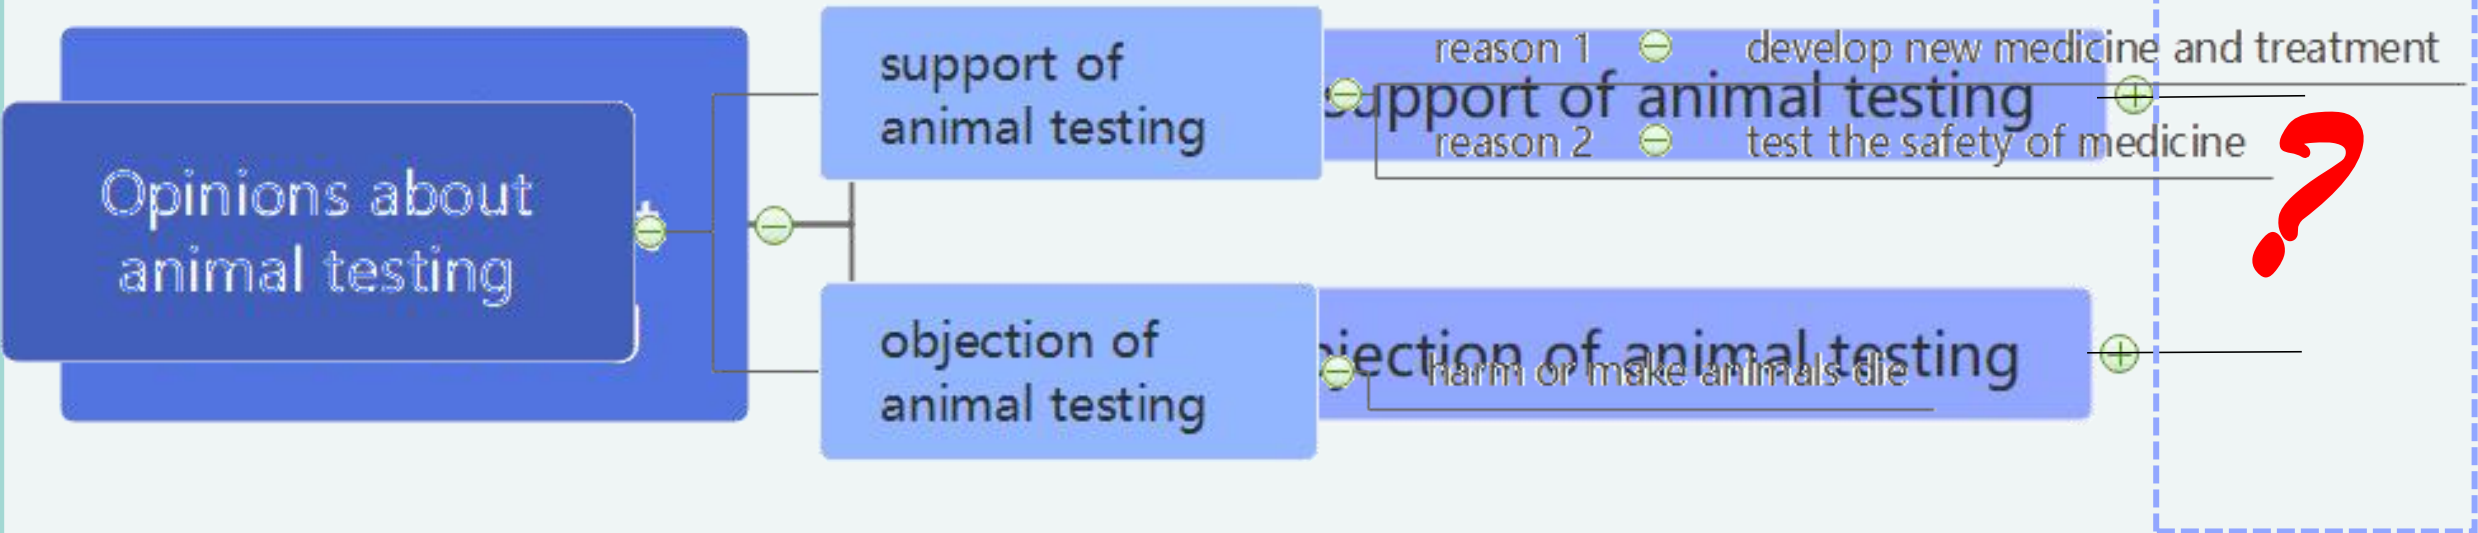 Opinions about
animal testing
support of
animal testing
reason 1 develop new medicine and treatment
support of animal testing
reason 2 test the safety of medicine
?
objection of
animal testing
jection of animal testing
harm or make animals die